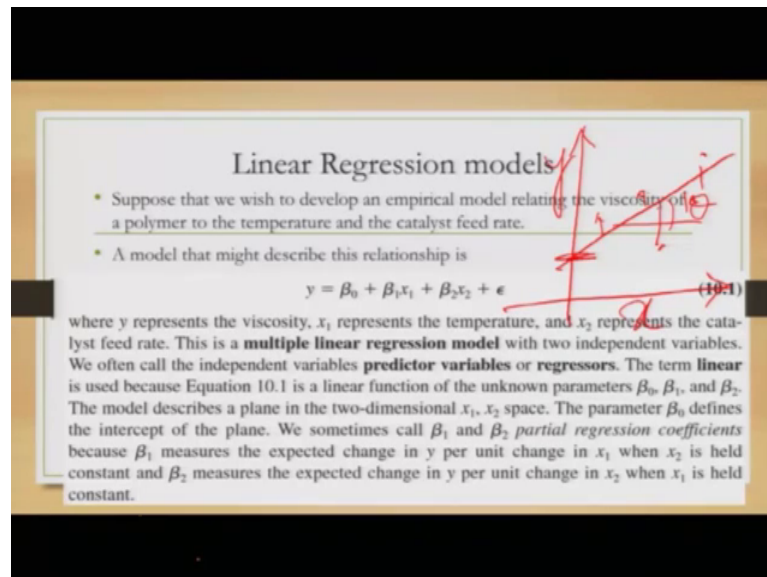 Linear Regression models
• Suppose that we wish to develop an empirical model relating the viscosity of
a polymer to the temperature and the catalyst feed rate.
• A model that might describe this relationship is
y = β₀ + β₁x₁ + β₂x₂ + ϵ (10.1)
where y represents the viscosity, x₁ represents the temperature, and x₂ represents the cata-
lyst feed rate. This is a multiple linear regression model with two independent variables.
We often call the independent variables predictor variables or regressors. The term linear
is used because Equation 10.1 is a linear function of the unknown parameters β₀, β₁, and β₂.
The model describes a plane in the two-dimensional x₁, x₂ space. The parameter β₀ defines
the intercept of the plane. We sometimes call β₁ and β₂ partial regression coefficients
because β₁ measures the expected change in y per unit change in x₁ when x₂ is held
constant and β₂ measures the expected change in y per unit change in x₂ when x₁ is held
constant.
y
θ
x